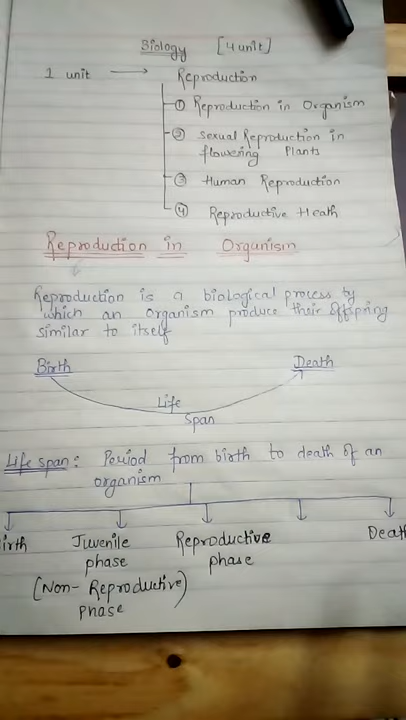 Biology [4 unit]
1 unit → Reproduction
① Reproduction in Organism
② Sexual Reproduction in
flowering Plants
③ Human Reproduction
④ Reproductive Heath
Reproduction in Organism
Reproduction is a biological process by
which an organism produce their offspring
similar to itself
Birth Death
Life
Span
Life span: Period from birth to death of an
organism
irth Juvenile Reproductive Death
phase phase
(Non-Reproductive)
phase